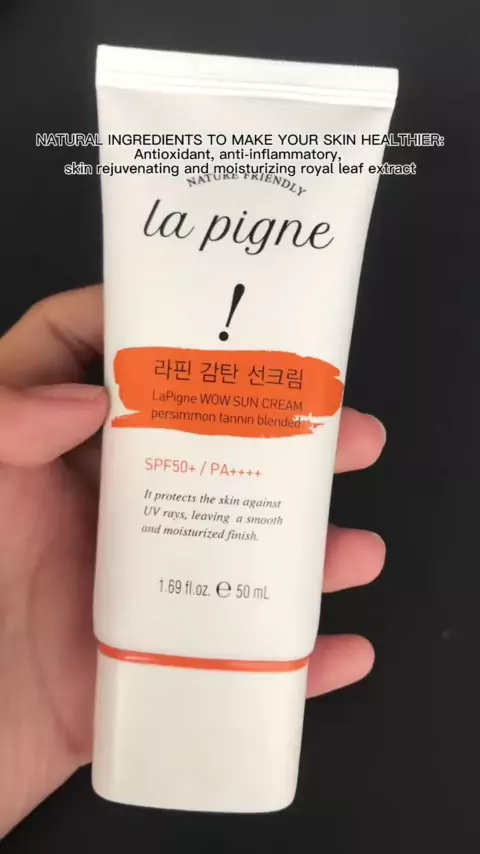 NATURAL INGREDIENTS TO MAKE YOUR SKIN HEALTHIER:
Antioxidant, anti-inflammatory,
skin rejuvenating and moisturizing royal leaf extract
NATURE FRIENDLY
la pigne
!
라핀 감탄 선크림
LaPigne WOW SUN CREAM
persimmon tannin blended
SPF50+ / PA++++
It protects the skin against
UV rays, leaving a smooth
and moisturized finish.
1.69 fl.oz. ℮ 50 mL